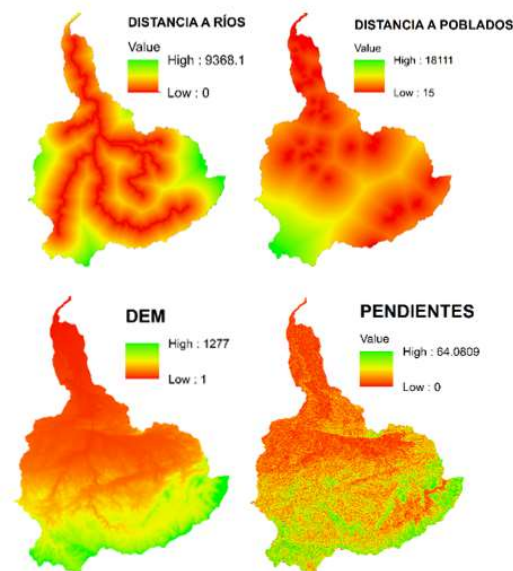 DISTANCIA A RÍOS
Value
High : 9368.1
Low : 0
DISTANCIA A POBLADOS
Value
High : 18111
Low : 15
DEM
High : 1277
Low : 1
PENDIENTES
Value
High : 64.0809
Low : 0